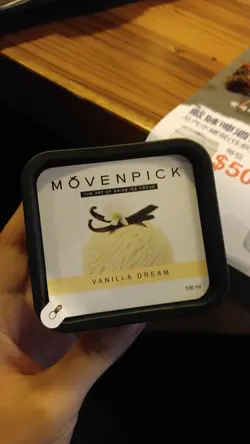 MÖVENPICK
THE ART OF SWISS ICE CREAM
VANILLA DREAM
100 ml
$50